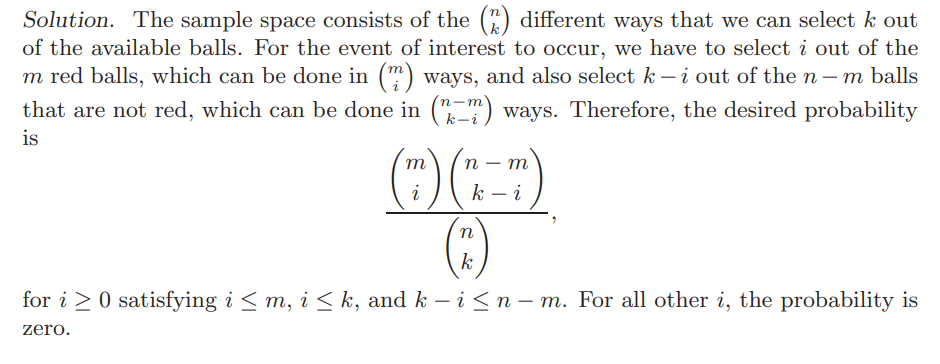 Solution. The sample space consists of the $\binom{n}{k}$ different ways that we can select $k$ out
of the available balls. For the event of interest to occur, we have to select $i$ out of the
$m$ red balls, which can be done in $\binom{m}{i}$ ways, and also select $k-i$ out of the $n-m$ balls
that are not red, which can be done in $\binom{n-m}{k-i}$ ways. Therefore, the desired probability
is
$$\frac{\binom{m}{i}\binom{n-m}{k-i}}{\binom{n}{k}},$$
for $i \geq 0$ satisfying $i \leq m$, $i \leq k$, and $k-i \leq n-m$. For all other $i$, the probability is
zero.